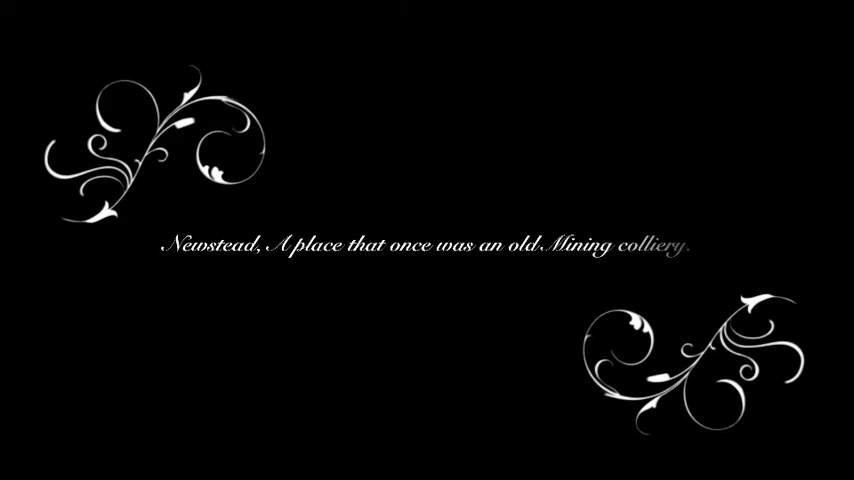 Newstead, A place that once was an old Mining colliery.